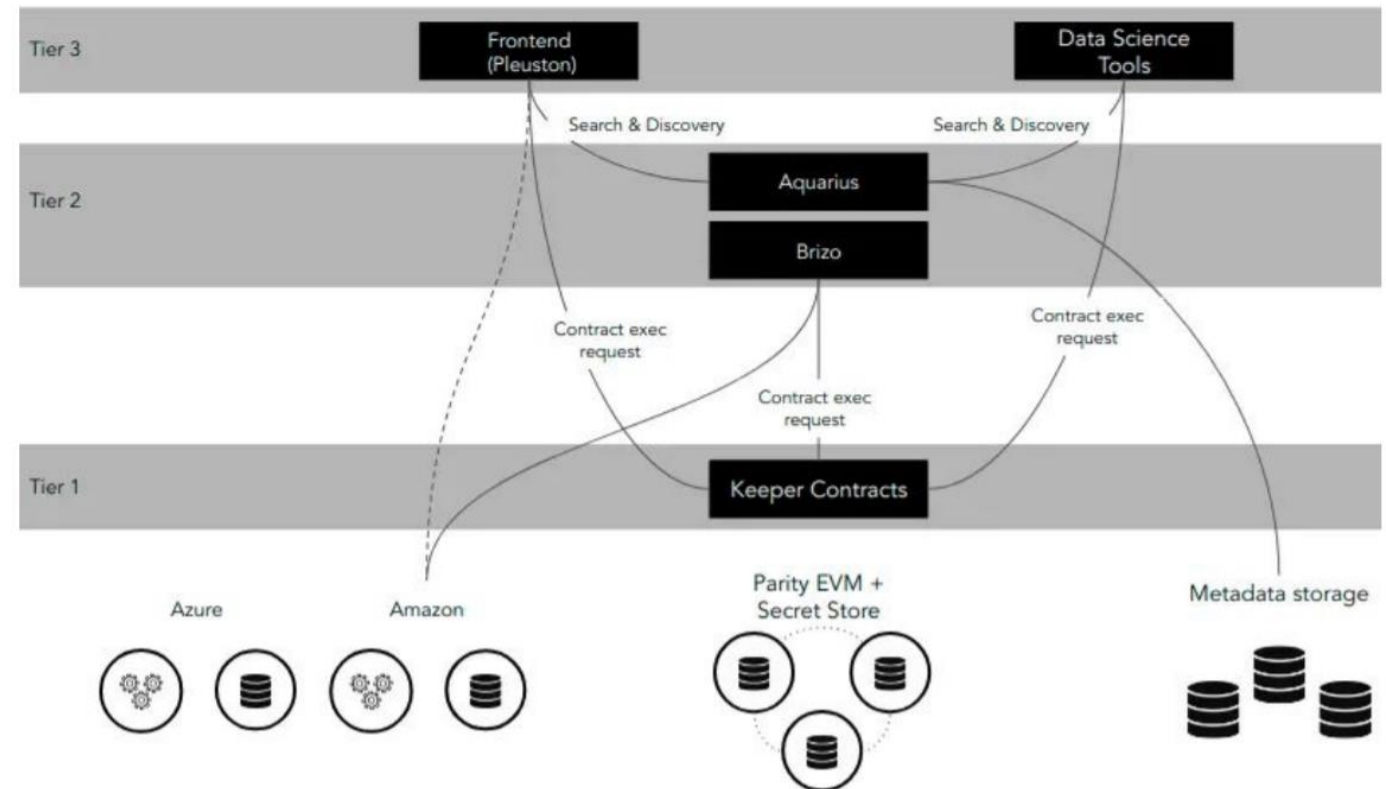 Tier 3
Frontend
(Pleuston)
Data Science
Tools
Search & Discovery
Search & Discovery
Tier 2
Aquarius
Brizo
Contract exec
request
Contract exec
request
Contract exec
request
Tier 1
Keeper Contracts
Azure
Amazon
Parity EVM +
Secret Store
Metadata storage